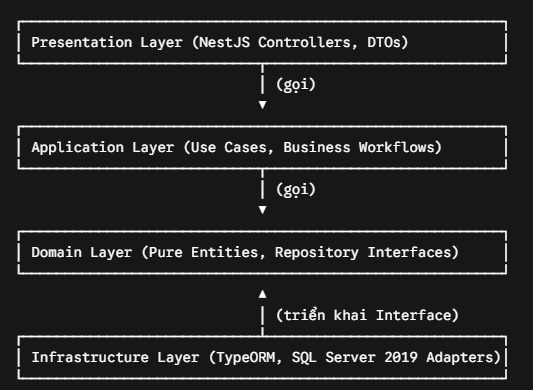 Presentation Layer (NestJS Controllers, DTOs)
(gọi)
Application Layer (Use Cases, Business Workflows)
(gọi)
Domain Layer (Pure Entities, Repository Interfaces)
(triển khai Interface)
Infrastructure Layer (TypeORM, SQL Server 2019 Adapters)